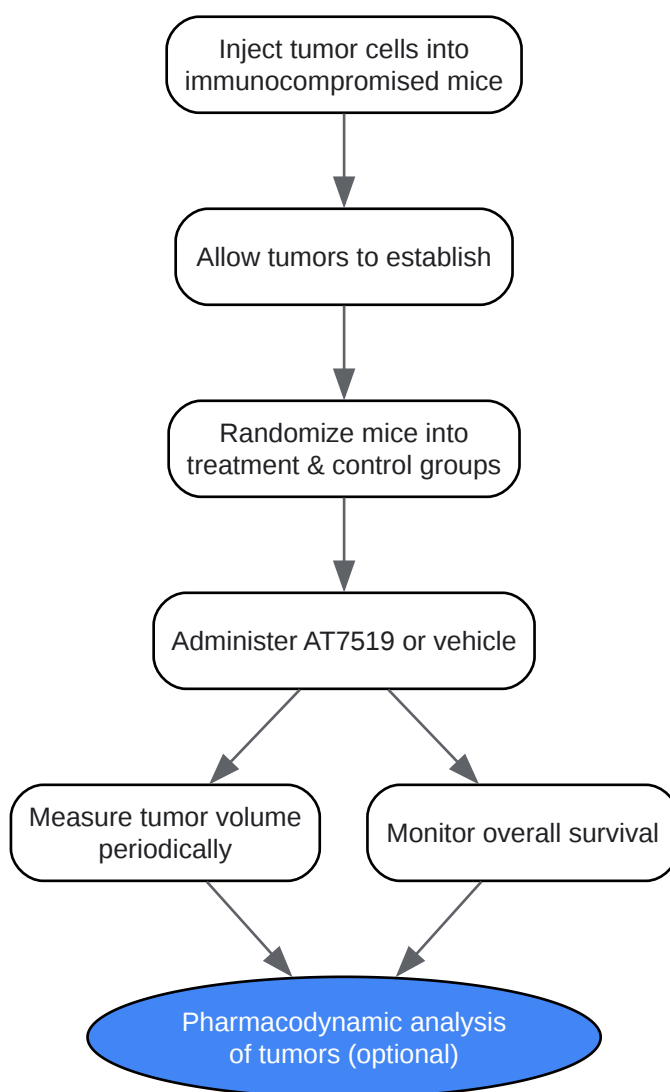 Inject tumor cells into
immunocompromised mice
Allow tumors to establish
Randomize mice into
treatment & control groups
Administer AT7519 or vehicle
Measure tumor volume
periodically
Monitor overall survival
Pharmacodynamic analysis
of tumors (optional)